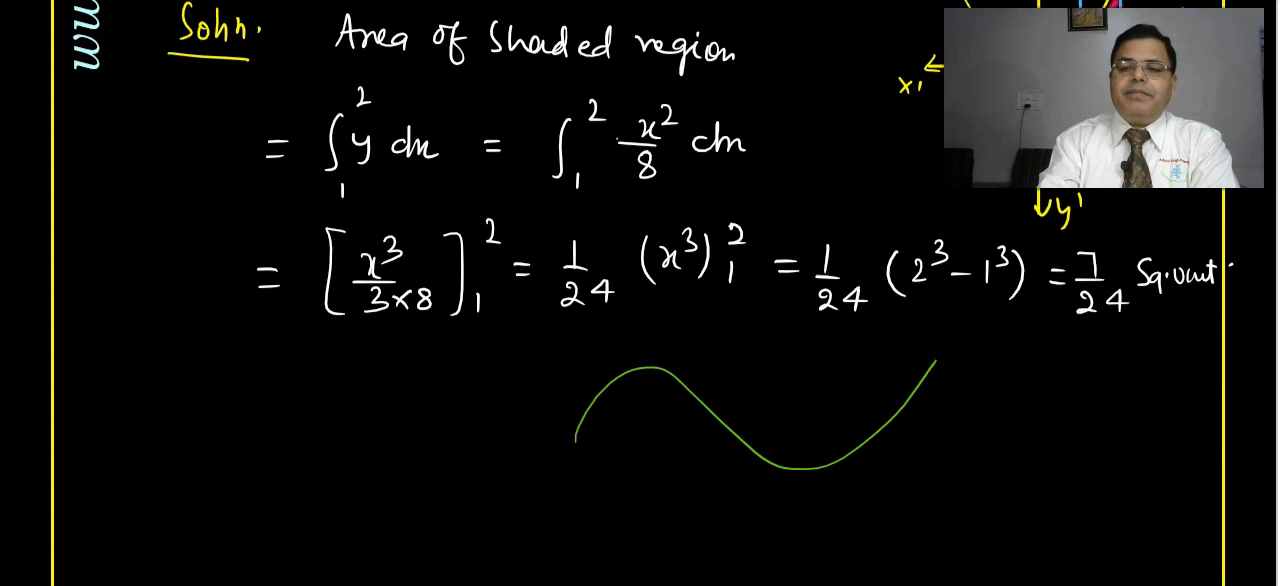 Soln. Area of Shaded region
x'
= ∫₁² y dx = ∫₁² x²/8 dx
y'
= [x³/3×8]₁² = 1/24 (x³)₁² = 1/24 (2³ - 1³) = 7/24 Sq. unit.